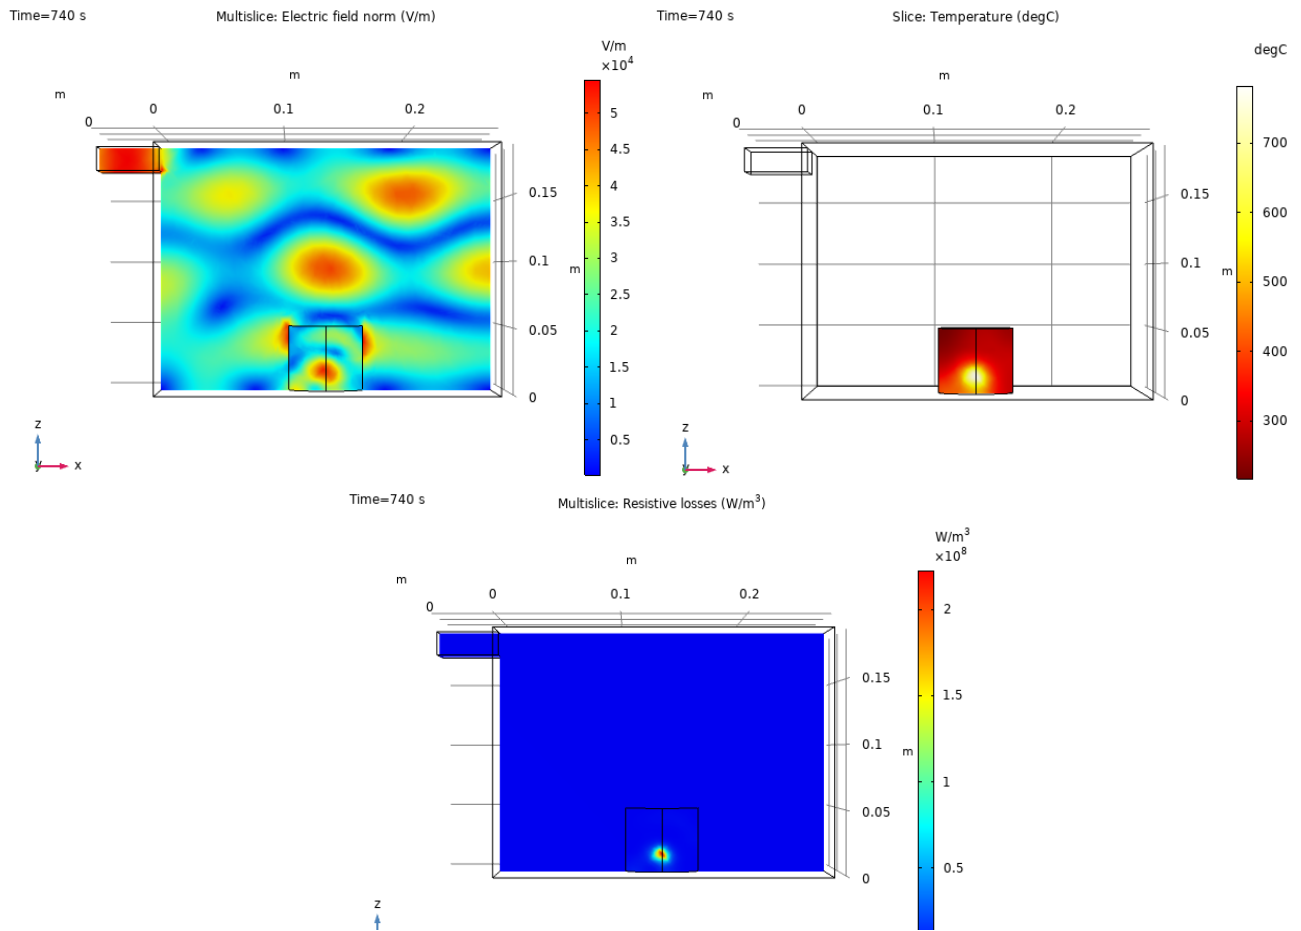 Time=740 s
Multislice: Electric field norm (V/m)
V/m
×10⁴
m
m
0
0
0.1
0.2
5
4.5
4
3.5
3
2.5
2
1.5
1
0.5
0.15
0.1
m
0.05
0
z
y
x
Time=740 s
Slice: Temperature (degC)
degC
m
m
0
0
0.1
0.2
700
600
500
400
300
0.15
0.1
m
0.05
0
z
y
x
Time=740 s
Multislice: Resistive losses (W/m³)
W/m³
×10⁸
m
m
0
0
0.1
0.2
2
1.5
1
0.5
0.15
0.1
m
0.05
0
z